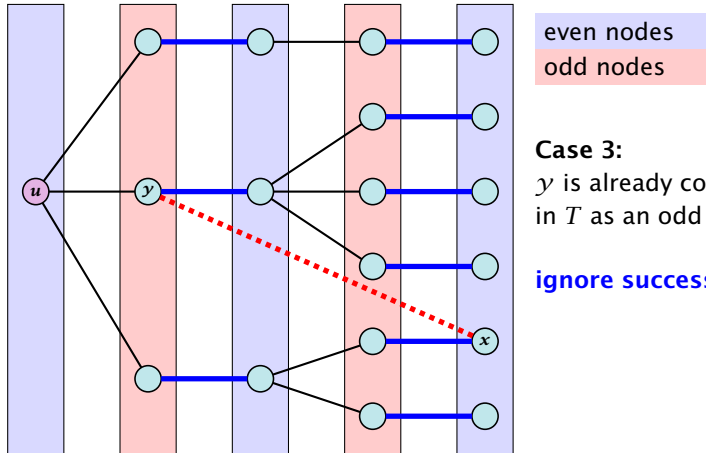 even nodes
odd nodes
Case 3:
y is already co
in T as an odd
ignore success
u
y
x